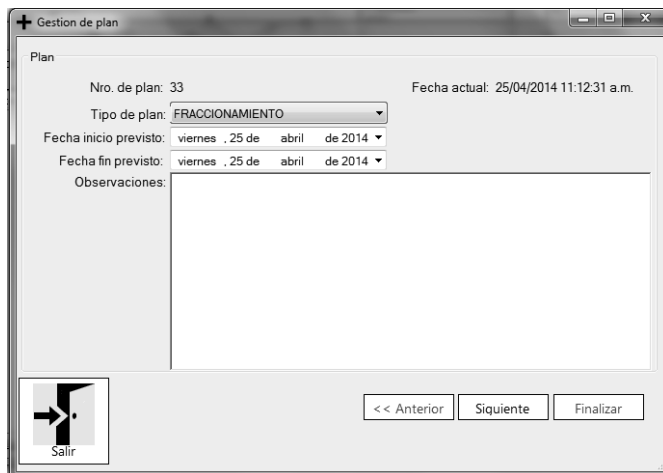 Gestion de plan
Plan
Nro. de plan: 33
Fecha actual: 25/04/2014 11:12:31 a.m.
Tipo de plan: FRACCIONAMIENTO
Fecha inicio previsto: viernes , 25 de abril de 2014
Fecha fin previsto: viernes , 25 de abril de 2014
Observaciones:
Salir
<< Anterior
Siguiente
Finalizar